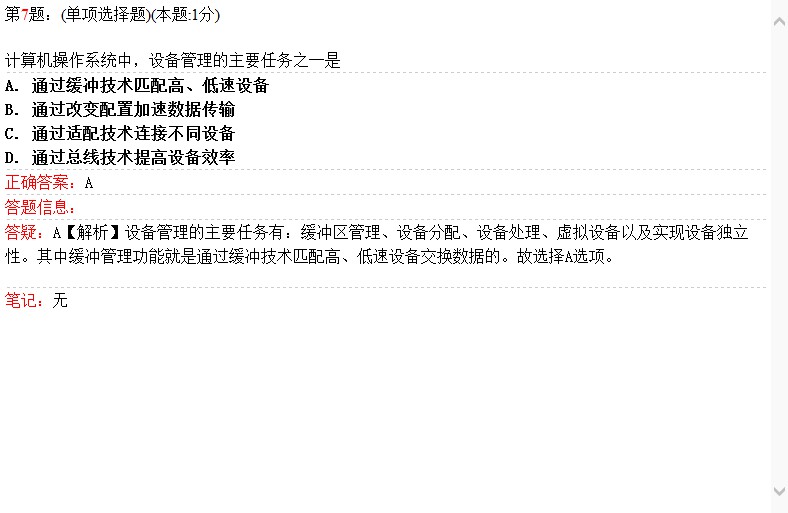 第7题：(单项选择题)(本题:1分)
计算机操作系统中，设备管理的主要任务之一是
A. 通过缓冲技术匹配高、低速设备
B. 通过改变配置加速数据传输
C. 通过适配技术连接不同设备
D. 通过总线技术提高设备效率
正确答案：A
答题信息：
答疑：A【解析】设备管理的主要任务有：缓冲区管理、设备分配、设备处理、虚拟设备以及实现设备独立
性。其中缓冲管理功能就是通过缓冲技术匹配高、低速设备交换数据的。故选择A选项。
笔记：无